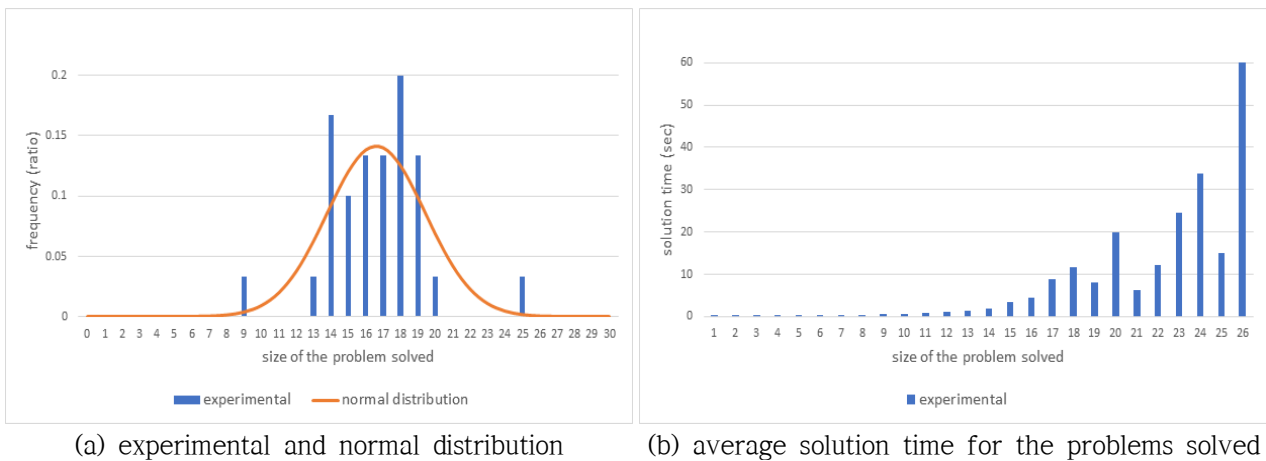 0.2
0.15
0.1
0.05
0
frequency (ratio)
0 1 2 3 4 5 6 7 8 9 10 11 12 13 14 15 16 17 18 19 20 21 22 23 24 25 26 27 28 29 30
size of the problem solved
experimental normal distribution
(a) experimental and normal distribution
60
50
40
30
20
10
0
solution time (sec)
1 2 3 4 5 6 7 8 9 10 11 12 13 14 15 16 17 18 19 20 21 22 23 24 25 26
size of the problem solved
experimental
(b) average solution time for the problems solved